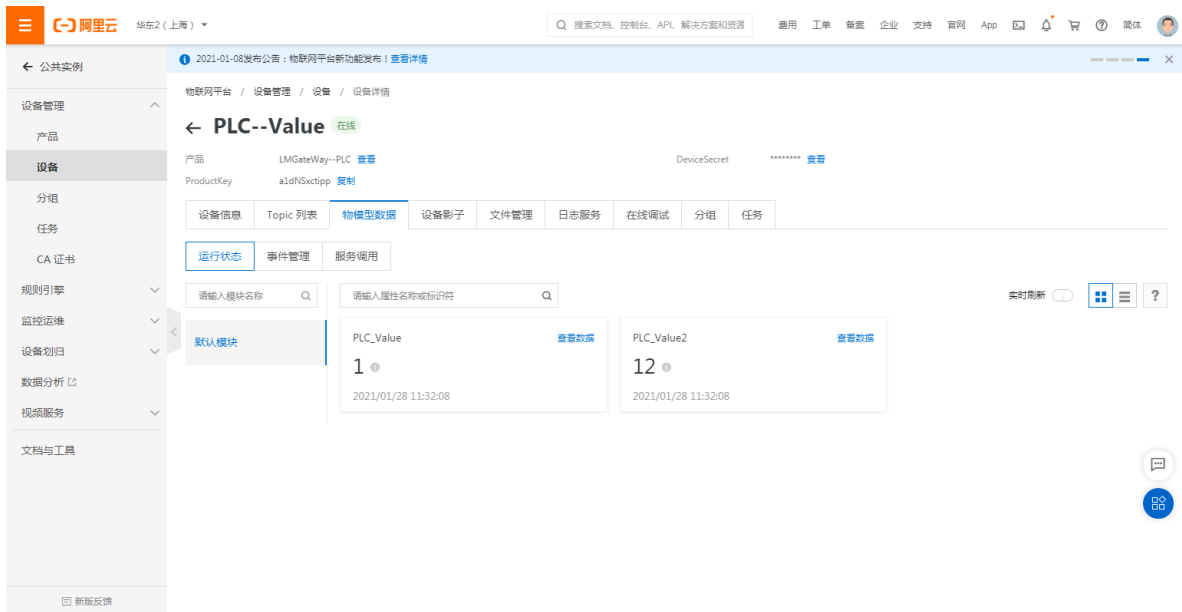 阿里云 华东2（上海） 搜索文档、控制台、API、解决方案和资源 费用 工单 备案 企业 支持 官网 App 简体
公共实例
2021-01-08发布公告：物联网平台新功能发布！查看详情
物联网平台 / 设备管理 / 设备 / 设备详情
PLC--Value 在线
产品 LMGateWay--PLC 查看 DeviceSecret ******** 查看
ProductKey a1dNSxctipp 复制
设备信息 Topic 列表 物模型数据 设备影子 文件管理 日志服务 在线调试 分组 任务
运行状态 事件管理 服务调用
请输入模块名称 请输入属性名称或标识符 实时刷新 ?
默认模块
PLC_Value 查看数据
1
2021/01/28 11:32:08
PLC_Value2 查看数据
12
2021/01/28 11:32:08
设备管理
产品
设备
分组
任务
CA 证书
规则引擎
监控运维
设备划归
数据分析
视频服务
文档与工具
新版反馈